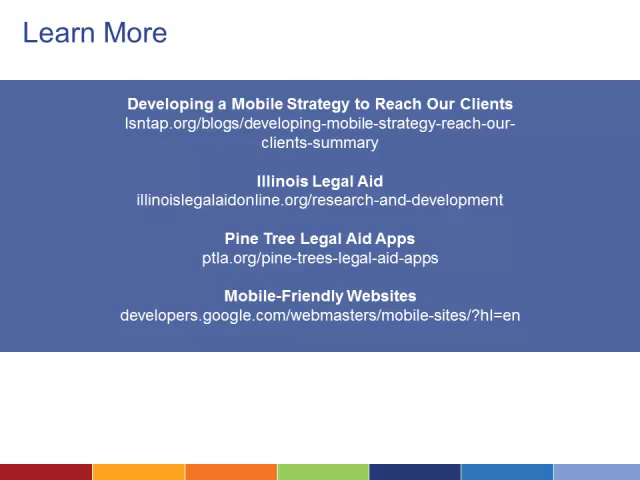 Learn More
Developing a Mobile Strategy to Reach Our Clients
lsntap.org/blogs/developing-mobile-strategy-reach-our-
clients-summary
Illinois Legal Aid
illinoislegalaidonline.org/research-and-development
Pine Tree Legal Aid Apps
ptla.org/pine-trees-legal-aid-apps
Mobile-Friendly Websites
developers.google.com/webmasters/mobile-sites/?hl=en